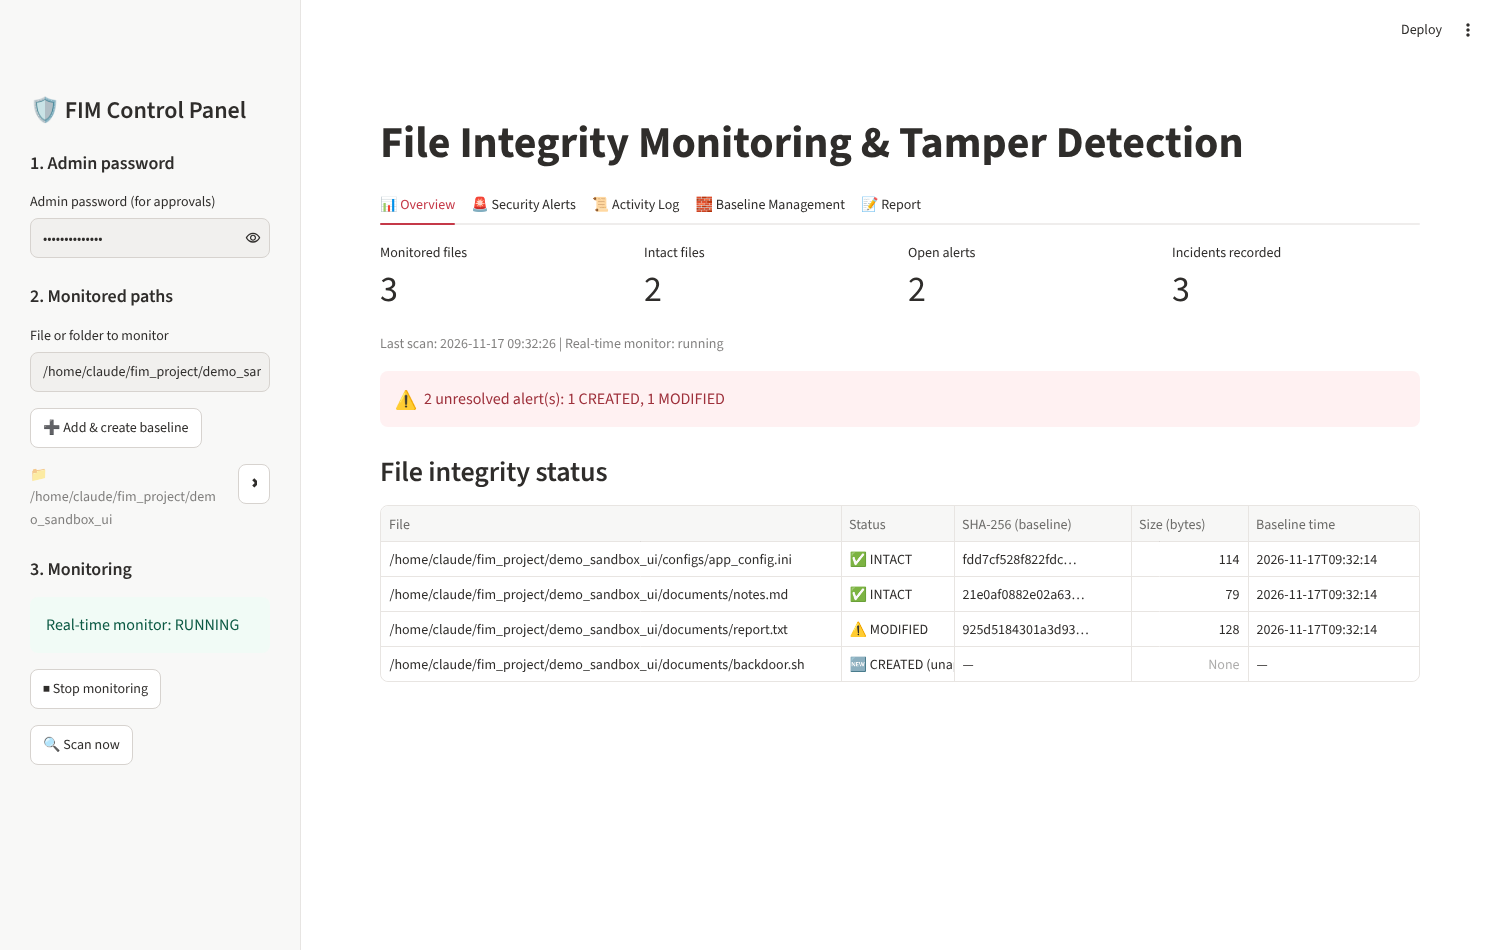 Deploy
FIM Control Panel
1. Admin password
Admin password (for approvals)
••••••••••••••
2. Monitored paths
File or folder to monitor
/home/claude/fim_project/demo_sar
Add & create baseline
/home/claude/fim_project/dem
o_sandbox_ui
3. Monitoring
Real-time monitor: RUNNING
Stop monitoring
Scan now
File Integrity Monitoring & Tamper Detection
Overview Security Alerts Activity Log Baseline Management Report
Monitored files Intact files Open alerts Incidents recorded
3 2 2 3
Last scan: 2026-11-17 09:32:26 | Real-time monitor: running
2 unresolved alert(s): 1 CREATED, 1 MODIFIED
File integrity status
File Status SHA-256 (baseline) Size (bytes) Baseline time
/home/claude/fim_project/demo_sandbox_ui/configs/app_config.ini ✅ INTACT fdd7cf528f822fdc… 114 2026-11-17T09:32:14
/home/claude/fim_project/demo_sandbox_ui/documents/notes.md ✅ INTACT 21e0af0882e02a63… 79 2026-11-17T09:32:14
/home/claude/fim_project/demo_sandbox_ui/documents/report.txt ⚠️ MODIFIED 925d5184301a3d93… 128 2026-11-17T09:32:14
/home/claude/fim_project/demo_sandbox_ui/documents/backdoor.sh 🆕 CREATED (una — None —